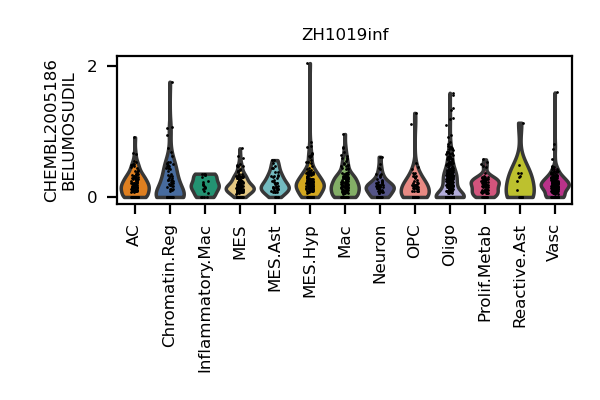 ZH1019inf
CHEMBL2005186
BELUMOSUDIL
2
0
AC
Chromatin.Reg
Inflammatory.Mac
MES
MES.Ast
MES.Hyp
Mac
Neuron
OPC
Oligo
Prolif.Metab
Reactive.Ast
Vasc